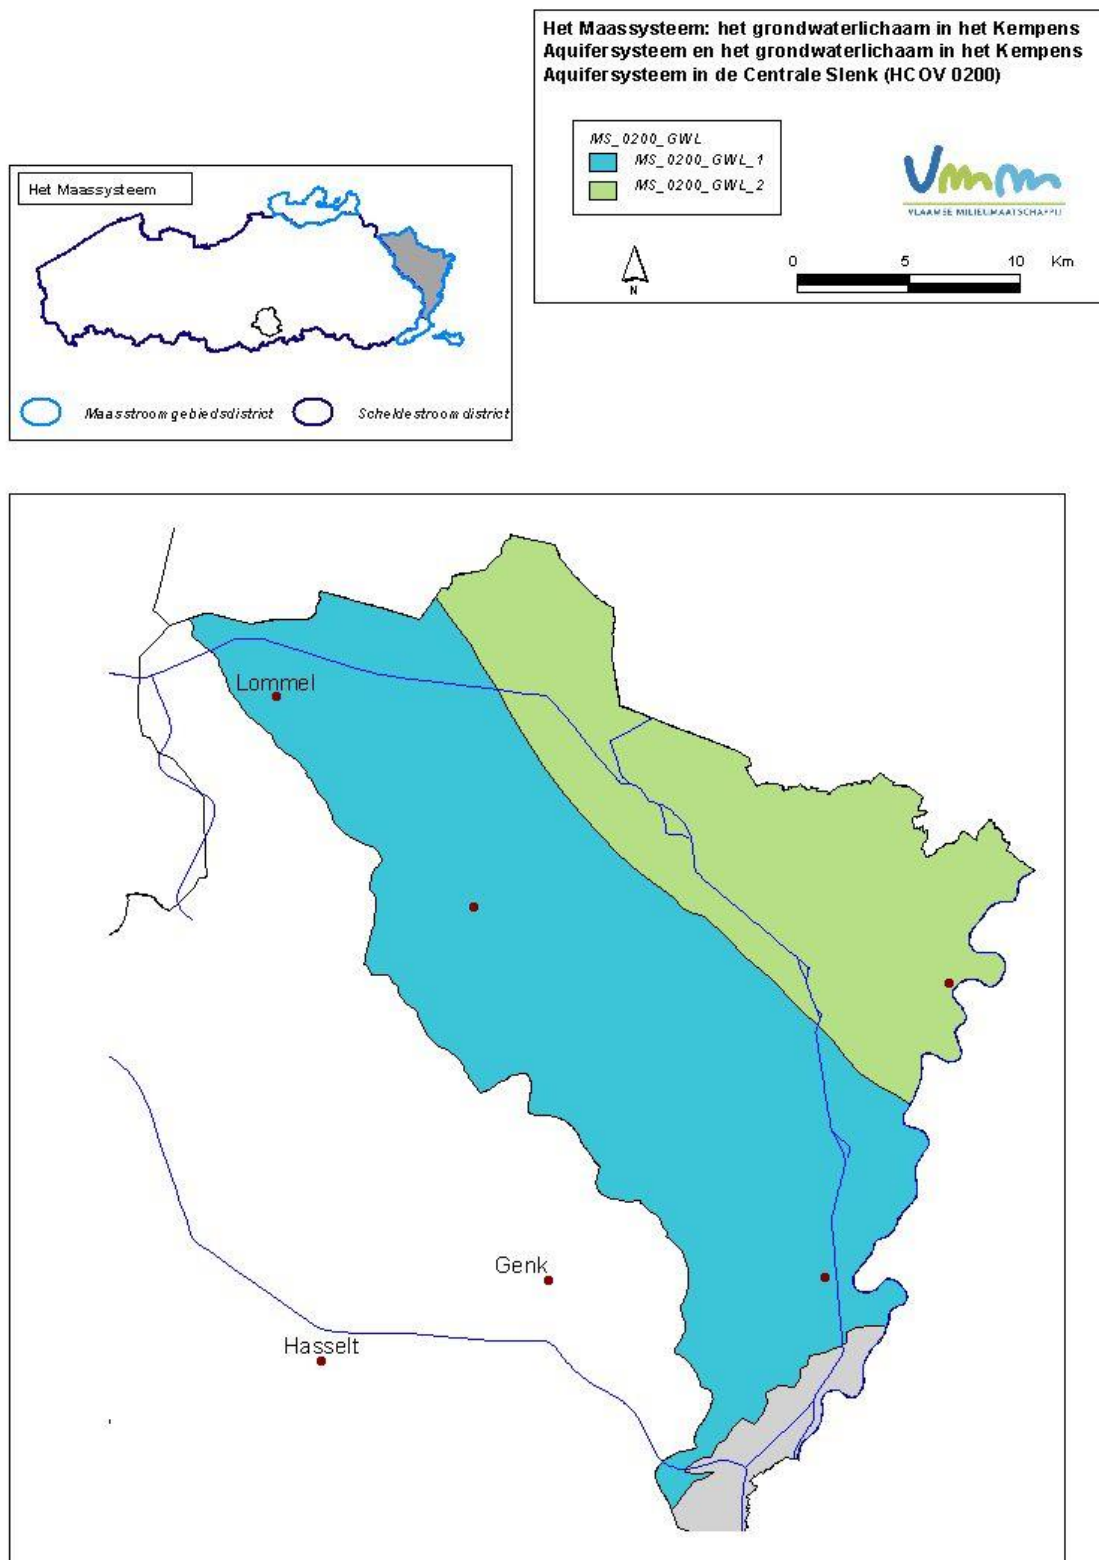 Het Maassysteem: het grondwaterlichaam in het Kempens
Aquifersysteem en het grondwaterlichaam in het Kempens
Aquifersysteem in de Centrale Slenk (HCOV 0200)
MS_0200_GWL
MS_0200_GWL_1
MS_0200_GWL_2
Vmm
VLAAMSE MILIEUMAATSCHAPPIJ
N
0 5 10 Km
Het Maassysteem
Maasstroomgebiedsdistrict
Scheldestroomdistrict
Lommel
Genk
Hasselt